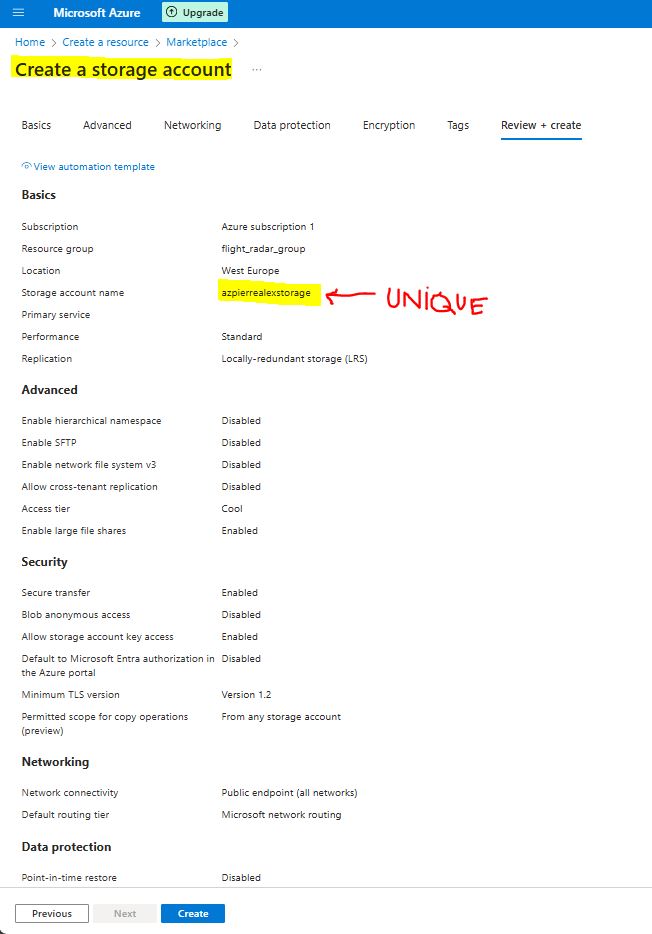 Microsoft Azure Upgrade
Home > Create a resource > Marketplace >
Create a storage account ...
Basics Advanced Networking Data protection Encryption Tags Review + create
View automation template
Basics
Subscription Azure subscription 1
Resource group flight_radar_group
Location West Europe
Storage account name azpierrealexstorage ← UNiQUE
Primary service
Performance Standard
Replication Locally-redundant storage (LRS)
Advanced
Enable hierarchical namespace Disabled
Enable SFTP Disabled
Enable network file system v3 Disabled
Allow cross-tenant replication Disabled
Access tier Cool
Enable large file shares Enabled
Security
Secure transfer Enabled
Blob anonymous access Disabled
Allow storage account key access Enabled
Default to Microsoft Entra authorization in Disabled
the Azure portal
Minimum TLS version Version 1.2
Permitted scope for copy operations From any storage account
(preview)
Networking
Network connectivity Public endpoint (all networks)
Default routing tier Microsoft network routing
Data protection
Point-in-time restore Disabled
Previous Next Create